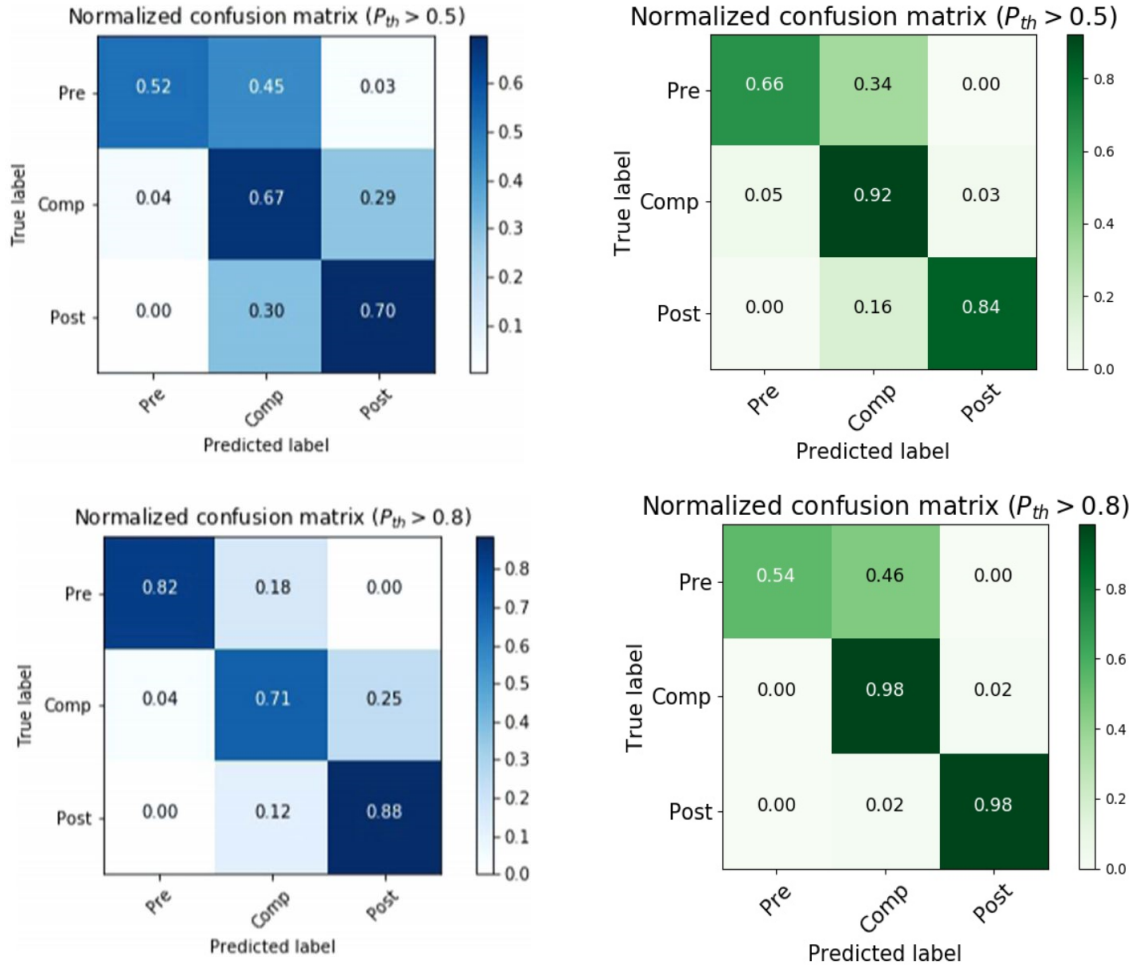 Normalized confusion matrix (P_th > 0.5)
Pre 0.52 0.45 0.03
Comp 0.04 0.67 0.29
Post 0.00 0.30 0.70
Pre Comp Post
True label
Predicted label
0.6
0.5
0.4
0.3
0.2
0.1
Normalized confusion matrix (P_th > 0.5)
Pre 0.66 0.34 0.00
Comp 0.05 0.92 0.03
Post 0.00 0.16 0.84
Pre Comp Post
True label
Predicted label
0.8
0.6
0.4
0.2
0.0
Normalized confusion matrix (P_th > 0.8)
Pre 0.82 0.18 0.00
Comp 0.04 0.71 0.25
Post 0.00 0.12 0.88
Pre Comp Post
True label
Predicted label
0.8
0.7
0.6
0.5
0.4
0.3
0.2
0.1
0.0
Normalized confusion matrix (P_th > 0.8)
Pre 0.54 0.46 0.00
Comp 0.00 0.98 0.02
Post 0.00 0.02 0.98
Pre Comp Post
True label
Predicted label
0.8
0.6
0.4
0.2
0.0